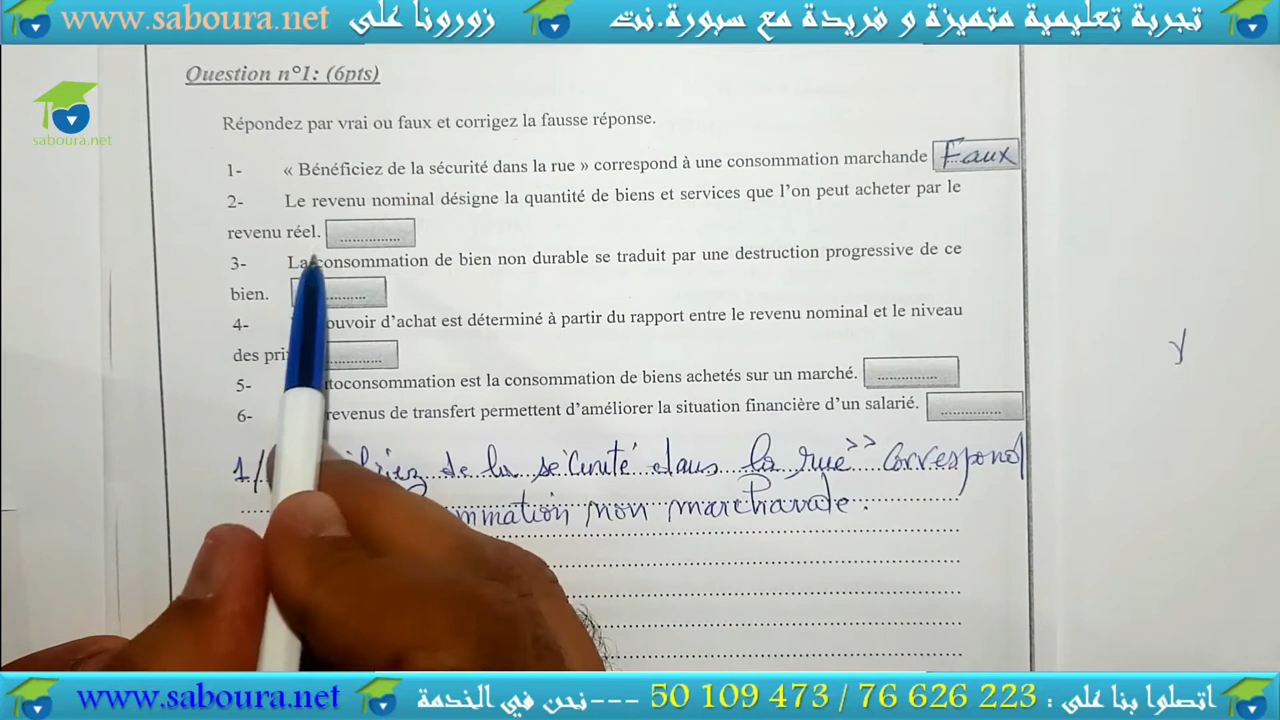 www.saboura.net زورونا على تجربة تعليمية متميزة و فريدة مع سبورة.نت
saboura.net
Question n°1: (6pts)
Répondez par vrai ou faux et corrigez la fausse réponse.
1- « Bénéficiez de la sécurité dans la rue » correspond à une consommation marchande Faux
2- Le revenu nominal désigne la quantité de biens et services que l'on peut acheter par le
revenu réel. ...............
3- La consommation de bien non durable se traduit par une destruction progressive de ce
bien. ...........
4- ouvoir d'achat est déterminé à partir du rapport entre le revenu nominal et le niveau
des pri .............
5- toconsommation est la consommation de biens achetés sur un marché. ...............
6- revenus de transfert permettent d'améliorer la situation financière d'un salarié. ...............
1/ de la sécurité dans la rue >> correspond
mmation non marchande.
www.saboura.net اتصلوا بنا على : 223 626 76 / 473 109 50 ---نحن في الخدمة